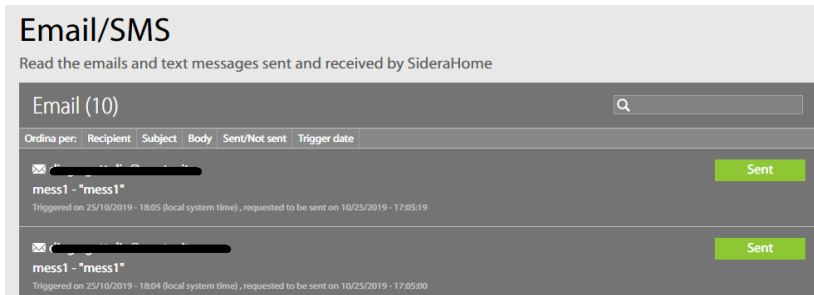 Email/SMS
Read the emails and text messages sent and received by SideraHome
Email (10)
Ordina per: Recipient Subject Body Sent/Not sent Trigger date
Sent
mess1 - "mess1"
Triggered on 25/10/2019 - 18:05 (local system time) , requested to be sent on 10/25/2019 - 17:05:19
Sent
mess1 - "mess1"
Triggered on 25/10/2019 - 18:04 (local system time) , requested to be sent on 10/25/2019 - 17:05:00